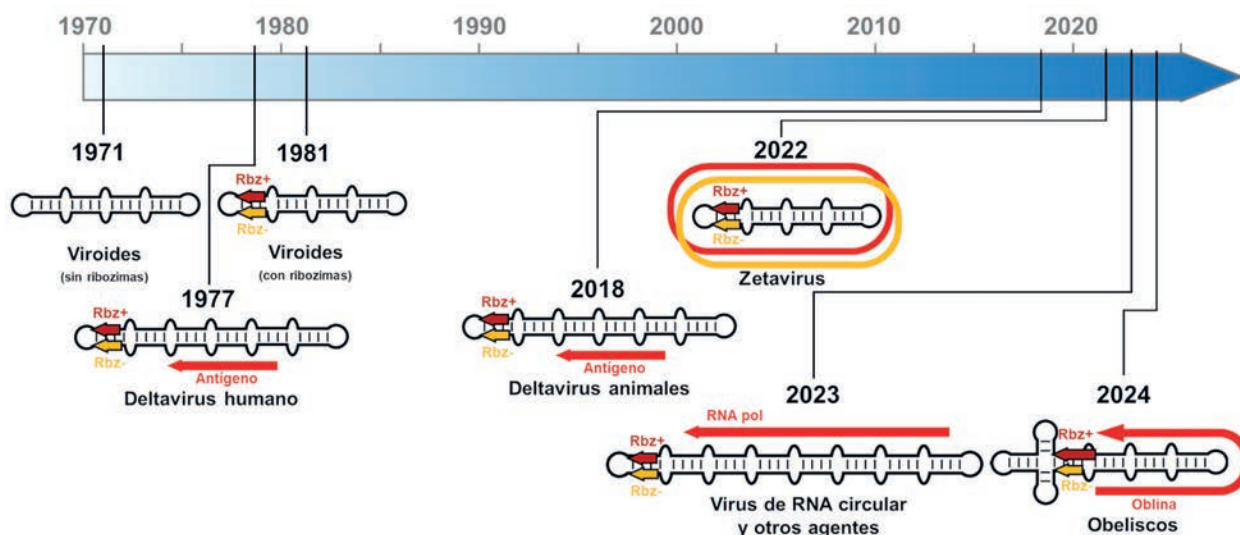 1970
1980
1990
2000
2010
2020
1971
Viroides
(sin ribozimas)
1981
Rbz+
Rbz-
Viroides
(con ribozimas)
1977
Rbz+
Rbz-
Antígeno
Deltavirus humano
2018
Rbz+
Rbz-
Antígeno
Deltavirus animales
2022
Rbz+
Rbz-
Zetavirus
2023
RNA pol
Rbz+
Rbz-
Virus de RNA circular
y otros agentes
2024
Rbz+
Rbz-
Oblina
Obeliscos